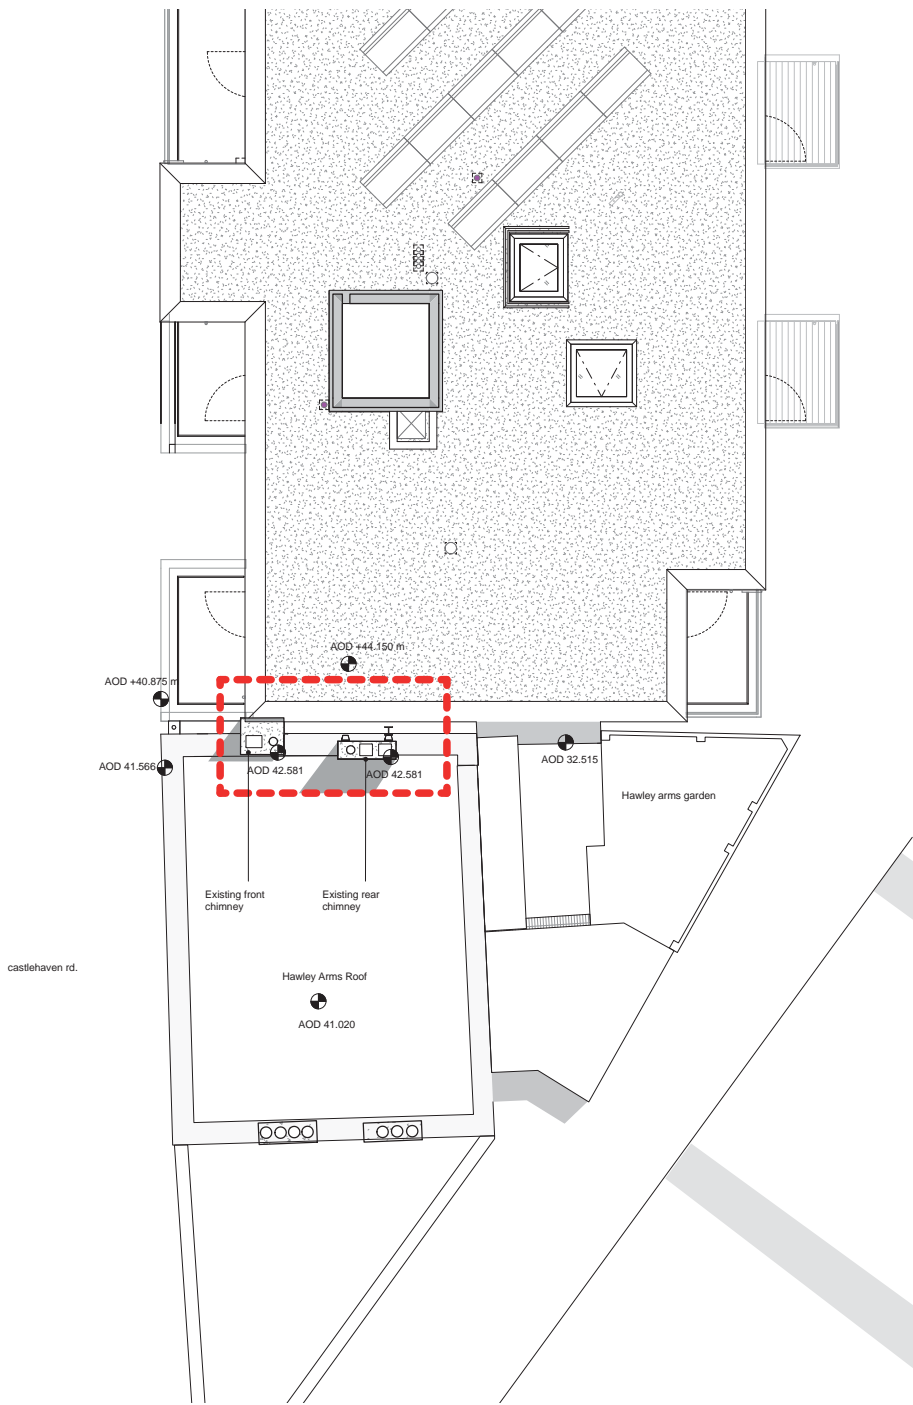 AOD +44.150 m
AOD +40.875 m
AOD 41.566
AOD 42.581
AOD 42.581
AOD 32.515
Hawley arms garden
Existing front
chimney
Existing rear
chimney
castlehaven rd.
Hawley Arms Roof
AOD 41.020